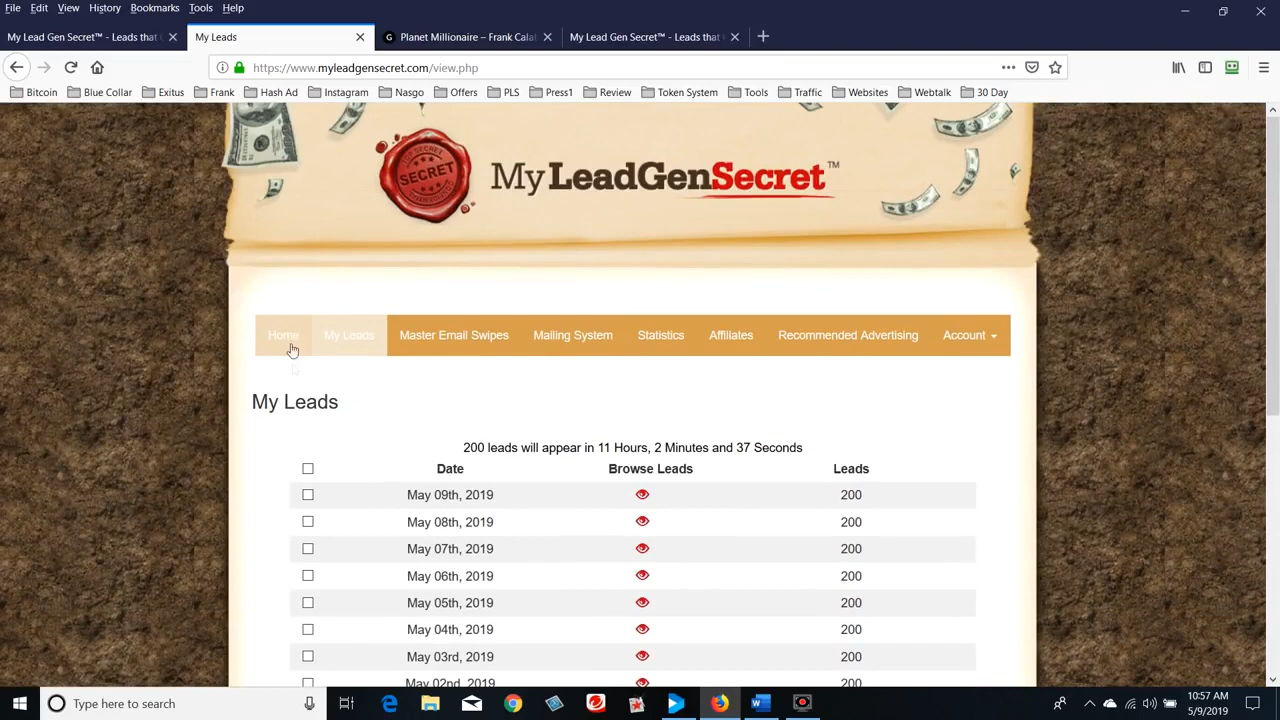 File Edit View History Bookmarks Tools Help
My Lead Gen Secret™ - Leads that My Leads Planet Millionaire – Frank Cala My Lead Gen Secret™ - Leads that
https://www.myleadgensecret.com/view.php
Bitcoin Blue Collar Exitus Frank Hash Ad Instagram Nasgo Offers PLS Press1 Review Token System Tools Traffic Websites Webtalk 30 Day
SECRET MyLeadGenSecret™
Home My Leads Master Email Swipes Mailing System Statistics Affiliates Recommended Advertising Account
My Leads
200 leads will appear in 11 Hours, 2 Minutes and 37 Seconds
Date Browse Leads Leads
May 09th, 2019 200
May 08th, 2019 200
May 07th, 2019 200
May 06th, 2019 200
May 05th, 2019 200
May 04th, 2019 200
May 03rd, 2019 200
May 02nd, 2019 200
Type here to search 10:57 AM
5/9/2019